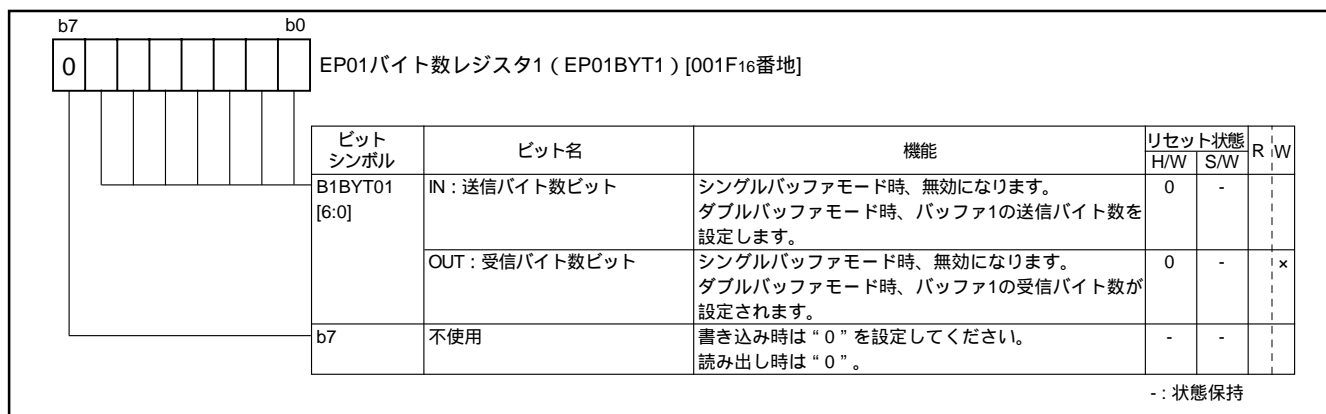 b7 b0
0 EP01バイト数レジスタ1（EP01BYT1）[001F16番地]
ビット シンボル ビット名 機能 リセット状態 R W
H/W S/W
B1BYT01 IN：送信バイト数ビット シングルバッファモード時、無効になります。 0 -
[6:0] ダブルバッファモード時、バッファ1の送信バイト数を
設定します。
OUT：受信バイト数ビット シングルバッファモード時、無効になります。 0 - ×
ダブルバッファモード時、バッファ1の受信バイト数が
設定されます。
b7 不使用 書き込み時は“0”を設定してください。 - -
読み出し時は“0”。
-：状態保持